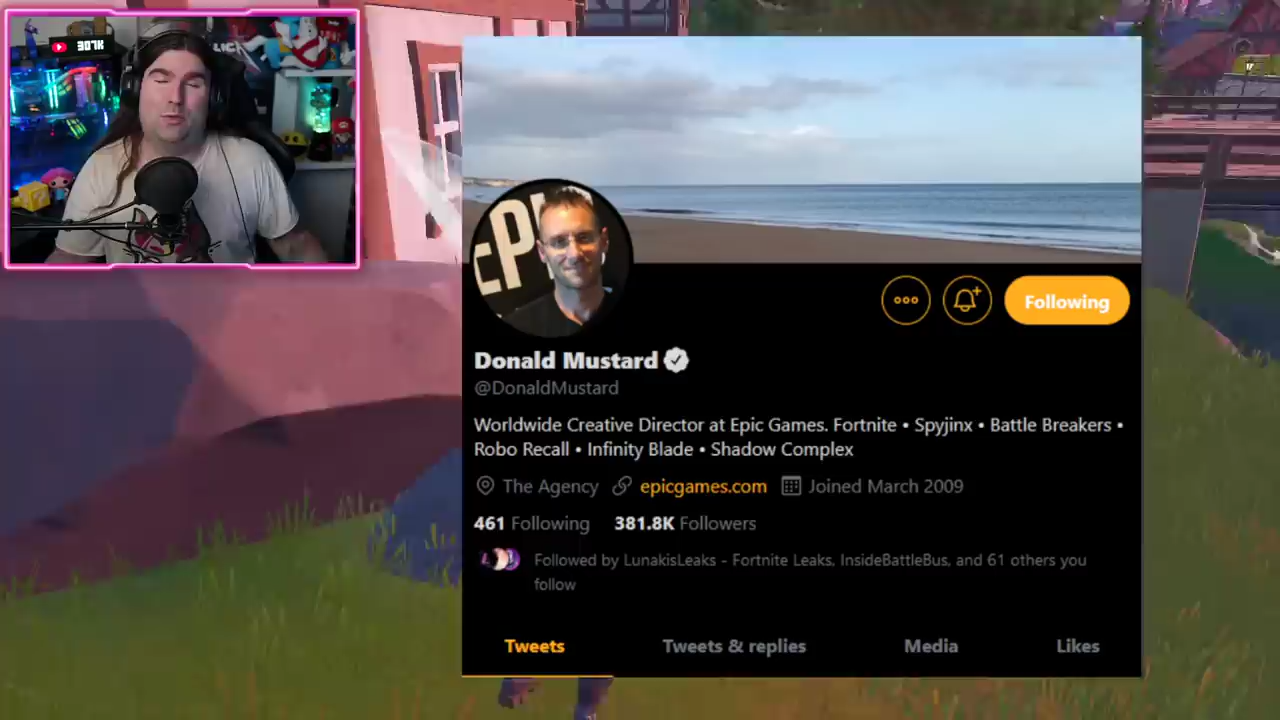 307K
EPIC
Donald Mustard
@DonaldMustard
Worldwide Creative Director at Epic Games. Fortnite • Spyjinx • Battle Breakers •
Robo Recall • Infinity Blade • Shadow Complex
The Agency epicgames.com Joined March 2009
Following
461 Following 381.8K Followers
Followed by LunakisLeaks - Fortnite Leaks, InsideBattleBus, and 61 others you
follow
Tweets Tweets & replies Media Likes